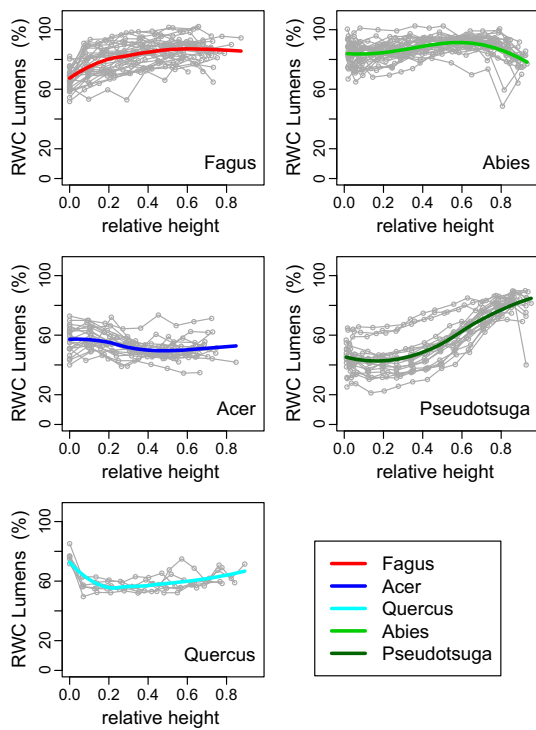 RWC Lumens (%)
0 20 60 100
Fagus
0.0 0.2 0.4 0.6 0.8
relative height
RWC Lumens (%)
0 20 60 100
Abies
0.0 0.2 0.4 0.6 0.8
relative height
RWC Lumens (%)
0 20 60 100
Acer
0.0 0.2 0.4 0.6 0.8
relative height
RWC Lumens (%)
0 20 60 100
Pseudotsuga
0.0 0.2 0.4 0.6 0.8
relative height
RWC Lumens (%)
0 20 60 100
Quercus
0.0 0.2 0.4 0.6 0.8
relative height
Fagus
Acer
Quercus
Abies
Pseudotsuga